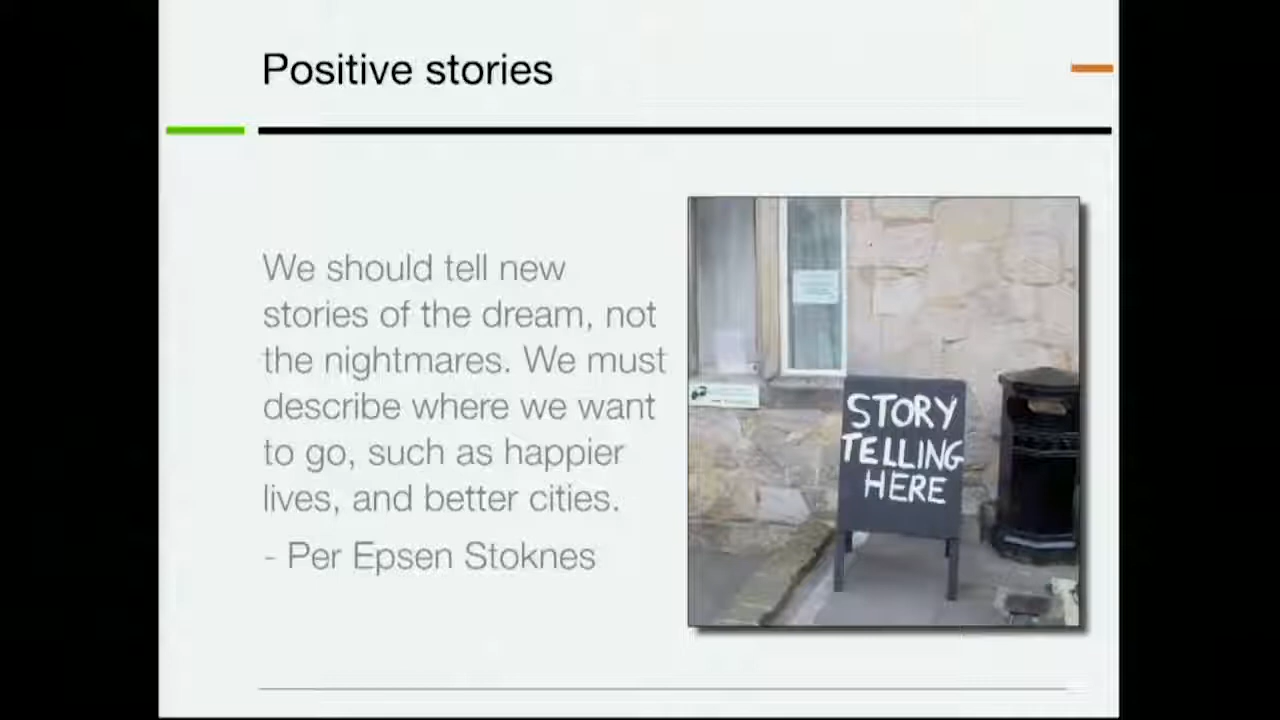 Positive stories
We should tell new
stories of the dream, not
the nightmares. We must
describe where we want
to go, such as happier
lives, and better cities.
- Per Epsen Stoknes
STORY
TELLING
HERE